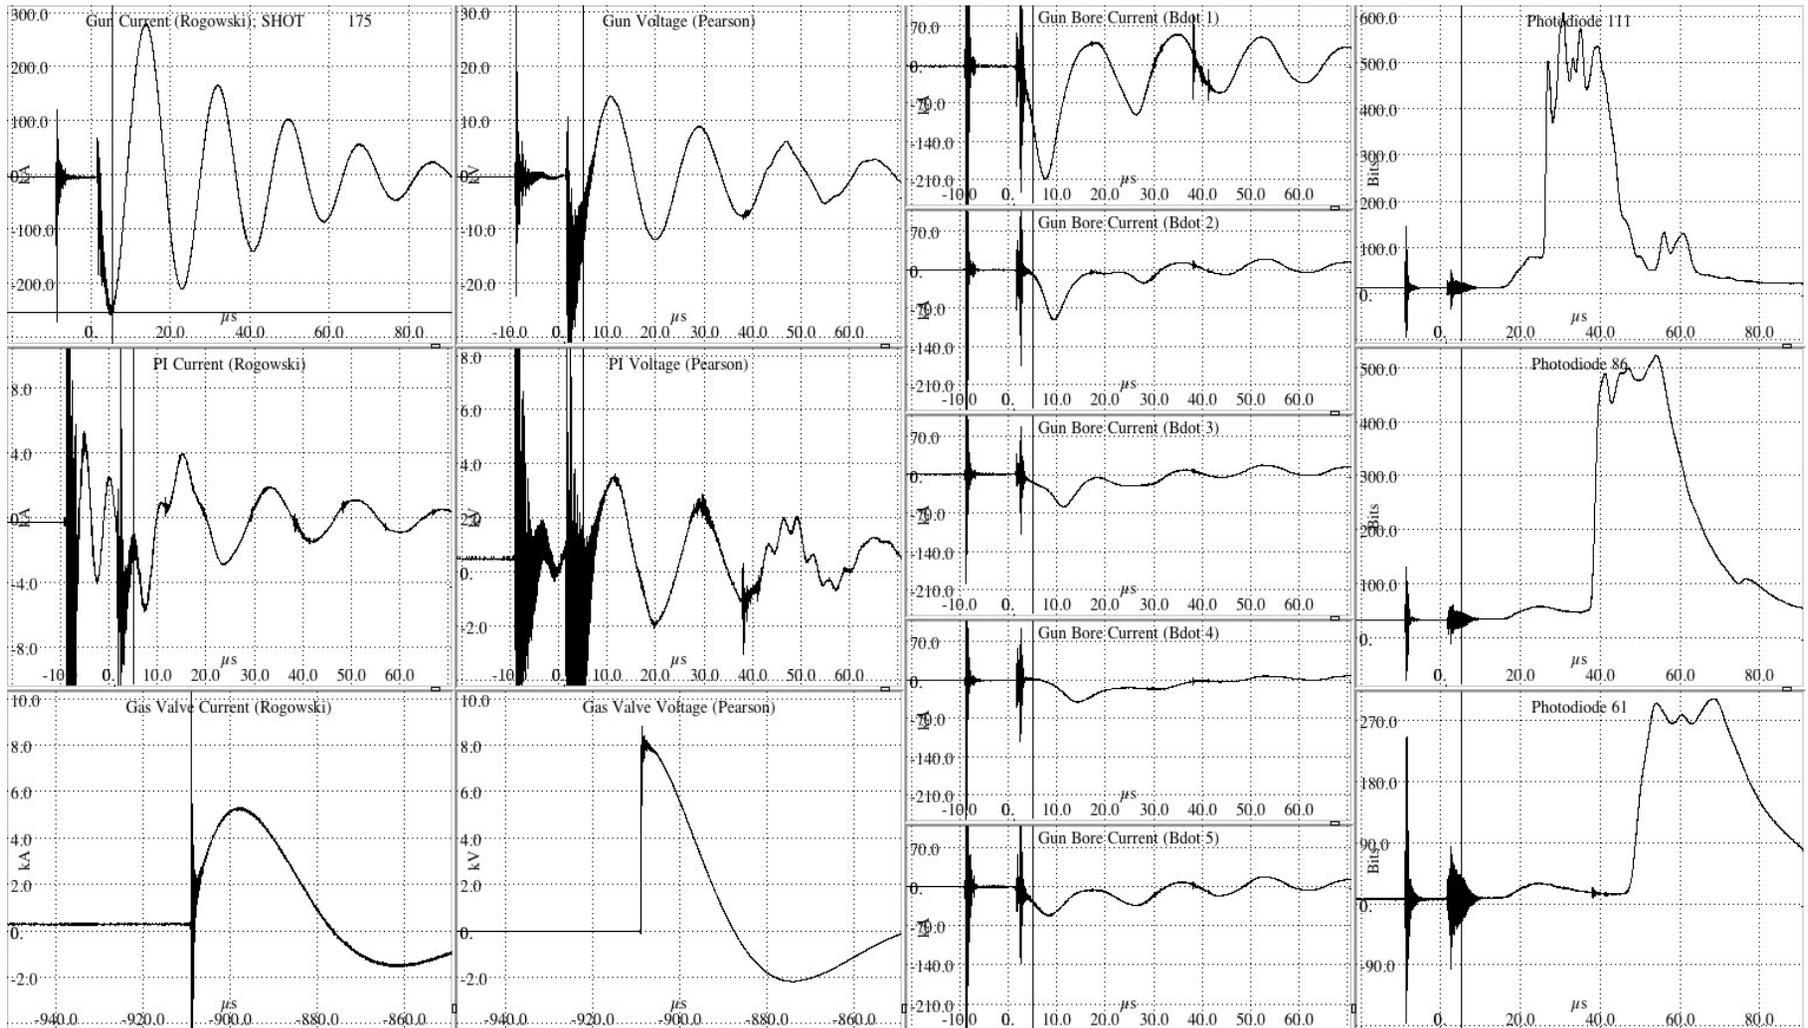 Gun Current (Rogowski); SHOT 175
300.0
200.0
100.0
0.
kA
-100.0
-200.0
μs
0. 20.0 40.0 60.0 80.0
Gun Voltage (Pearson)
30.0
20.0
10.0
0.
kV
-10.0
-20.0
μs
-10.0 0. 10.0 20.0 30.0 40.0 50.0 60.0
Gun Bore Current (Bdot 1)
70.0
0.
kA
-70.0
-140.0
-210.0
μs
-10.0 0. 10.0 20.0 30.0 40.0 50.0 60.0
Gun Bore Current (Bdot 2)
70.0
0.
kA
-70.0
-140.0
-210.0
μs
-10.0 0. 10.0 20.0 30.0 40.0 50.0 60.0
Gun Bore Current (Bdot 3)
70.0
0.
kA
-70.0
-140.0
-210.0
μs
-10.0 0. 10.0 20.0 30.0 40.0 50.0 60.0
Gun Bore Current (Bdot 4)
70.0
0.
kA
-70.0
-140.0
-210.0
μs
-10.0 0. 10.0 20.0 30.0 40.0 50.0 60.0
Gun Bore Current (Bdot 5)
70.0
0.
kA
-70.0
-140.0
-210.0
μs
-10.0 0. 10.0 20.0 30.0 40.0 50.0 60.0
Photodiode 111
600.0
500.0
400.0
300.0
Bits
200.0
100.0
0.
μs
0. 20.0 40.0 60.0 80.0
PI Current (Rogowski)
8.0
4.0
0.
kA
-4.0
-8.0
μs
-10 0. 10.0 20.0 30.0 40.0 50.0 60.0
PI Voltage (Pearson)
8.0
6.0
4.0
2.0
kV
0.
-2.0
μs
Photodiode 86
500.0
400.0
300.0
Bits
200.0
100.0
0.
μs
0. 20.0 40.0 60.0 80.0
Gas Valve Current (Rogowski)
10.0
8.0
6.0
4.0
kA
2.0
0.
-2.0
μs
-940.0 -920.0 -900.0 -880.0 -860.0
Gas Valve Voltage (Pearson)
10.0
8.0
6.0
4.0
kV
2.0
0.
-2.0
μs
-940.0 -920.0 -900.0 -880.0 -860.0
Photodiode 61
270.0
180.0
90.0
Bits
0.
-90.0
μs
0. 20.0 40.0 60.0 80.0